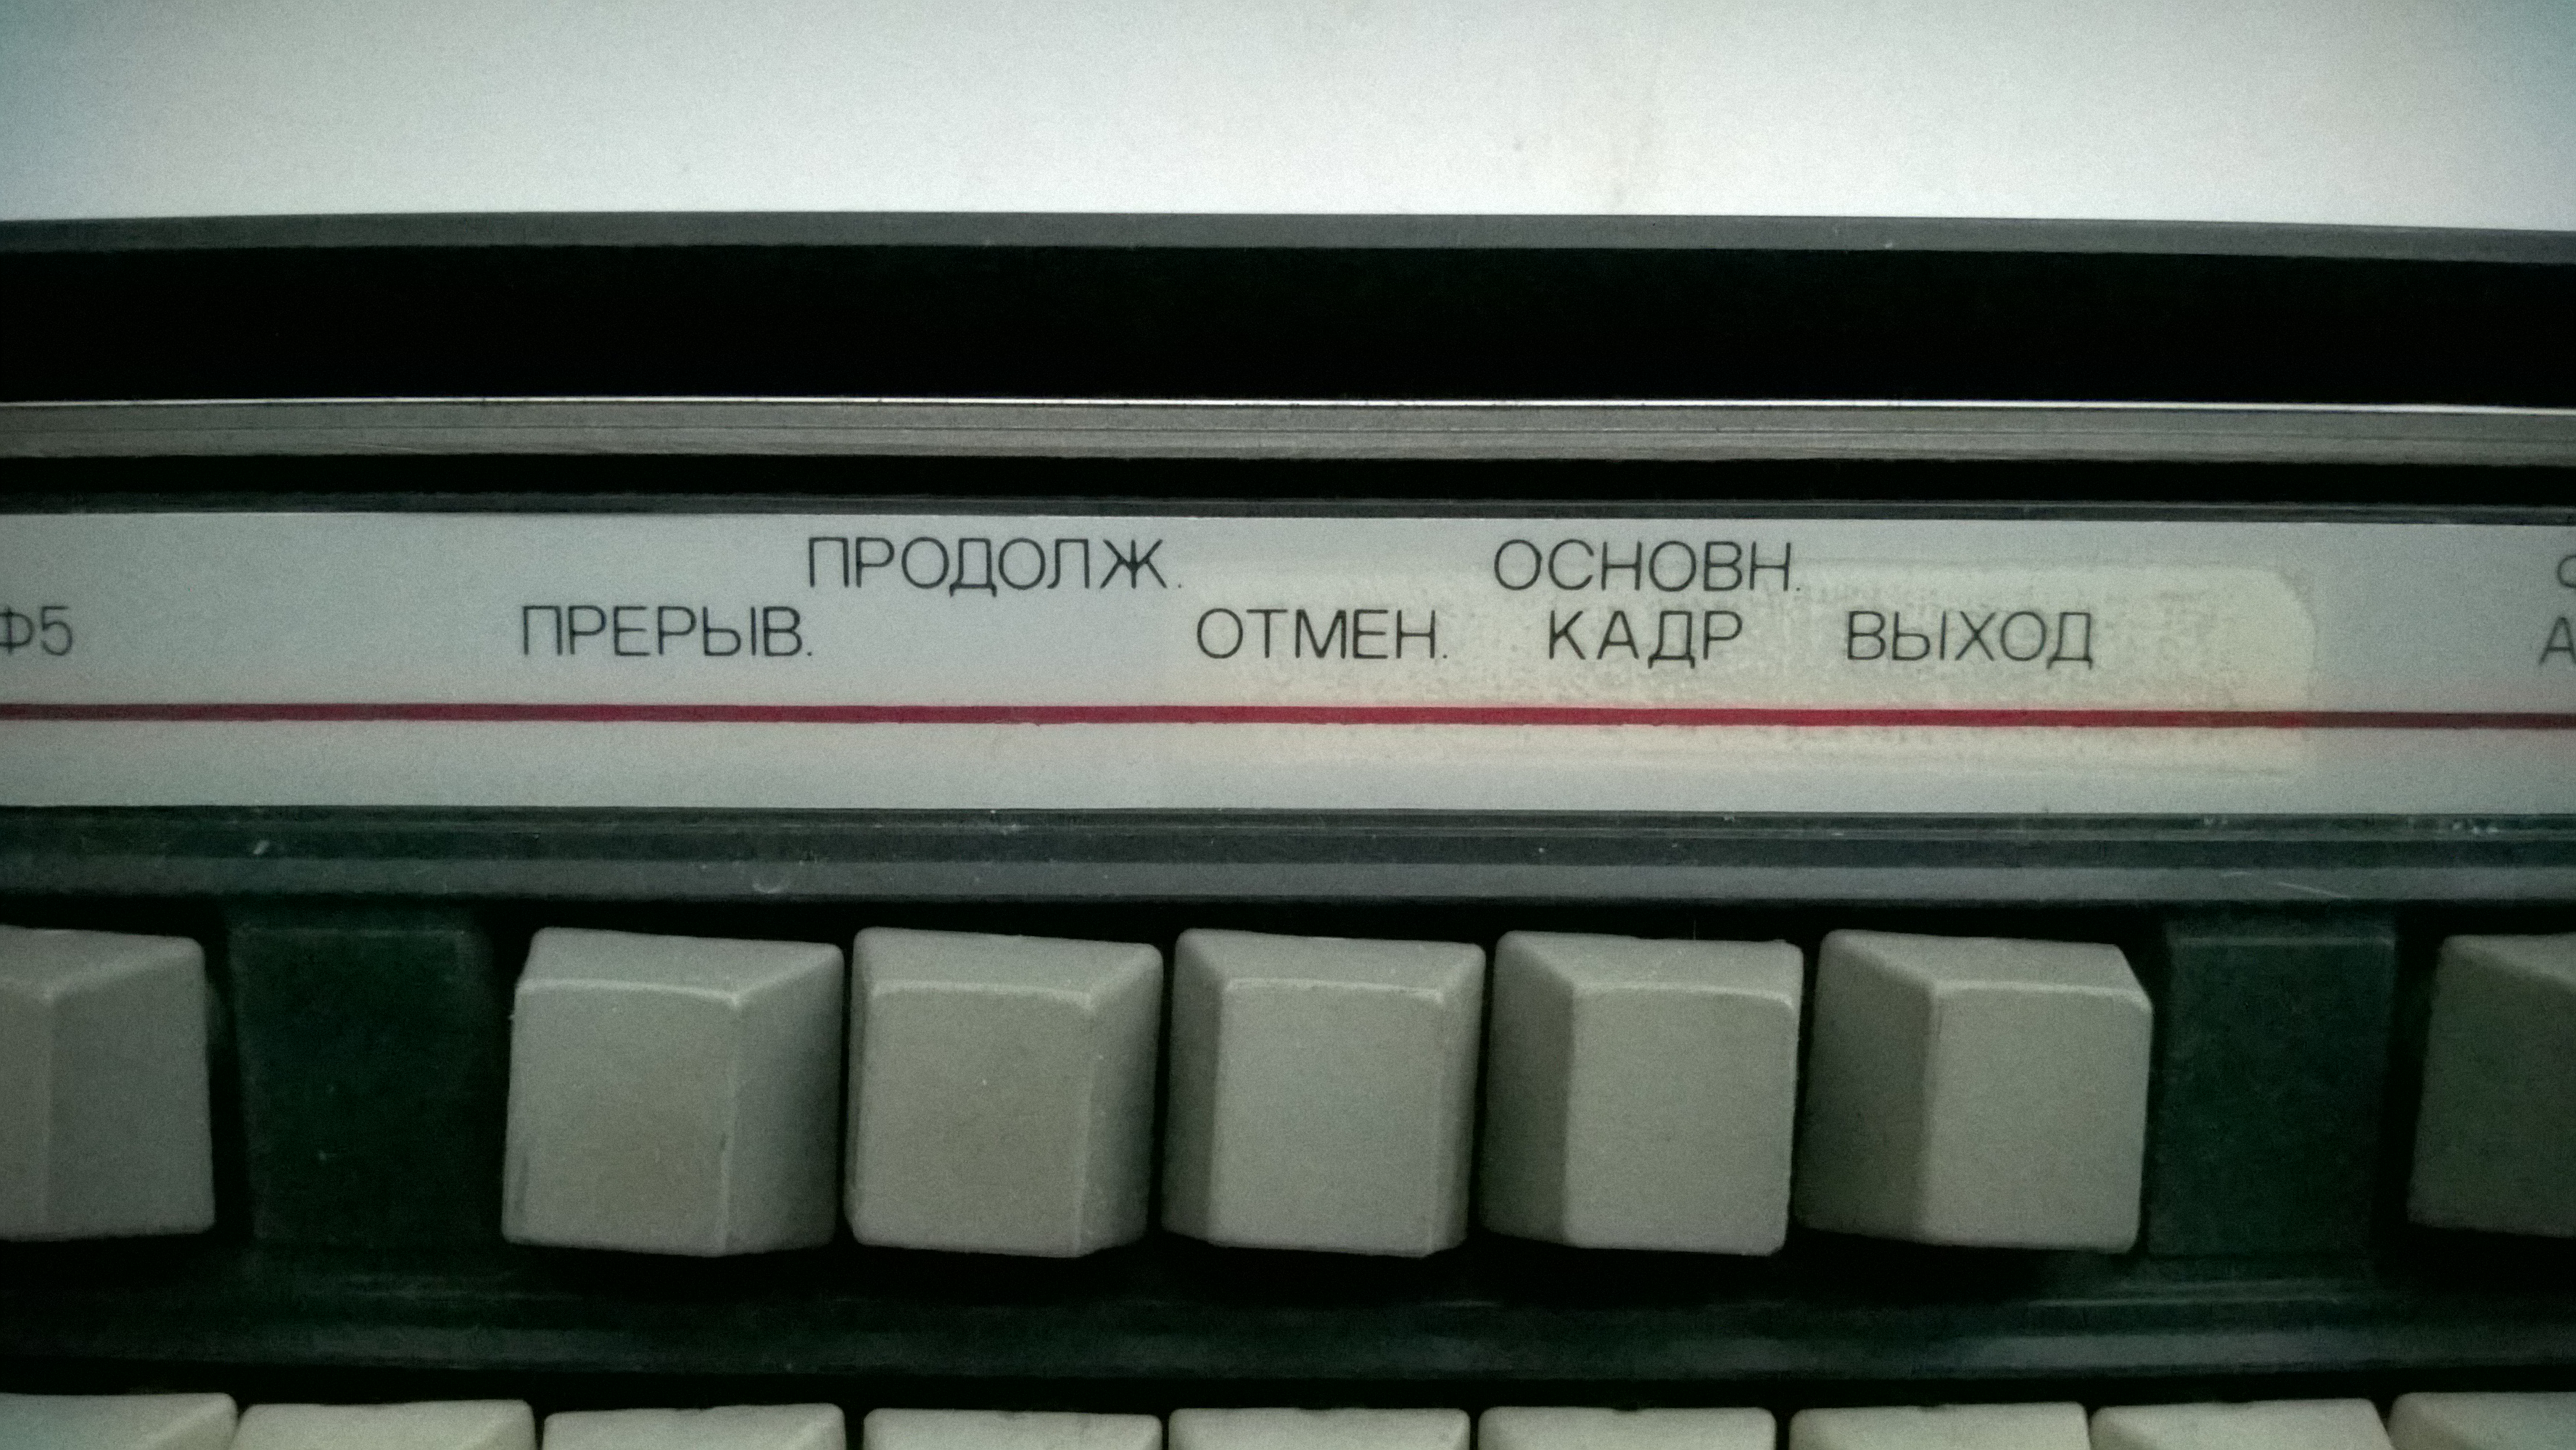 ПРОДОЛЖ. ОСНОВН.
Ф5 ПРЕРЫВ. ОТМЕН. КАДР ВЫХОД